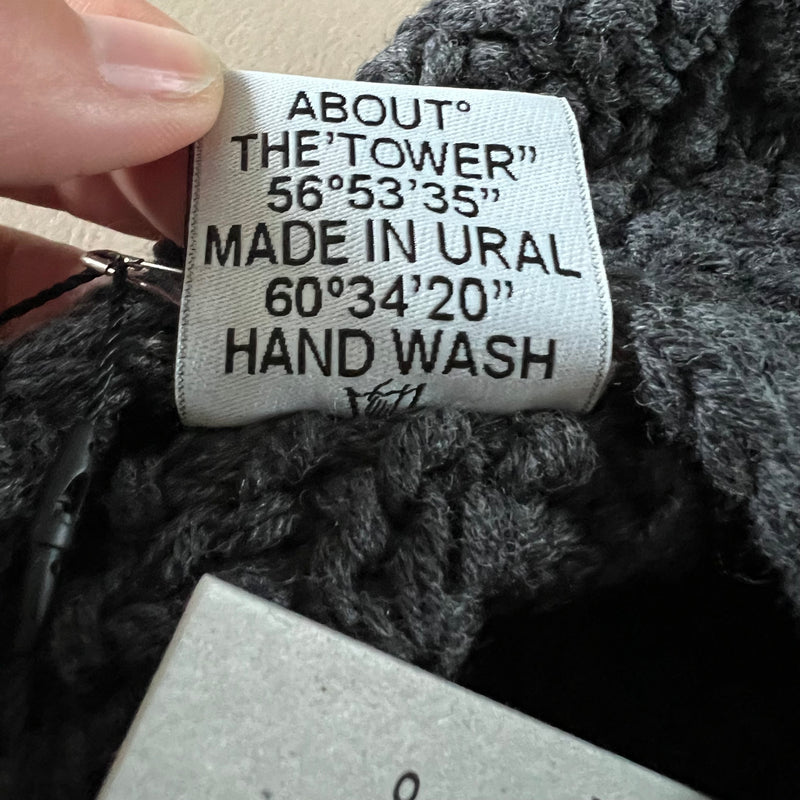 ABOUT°
THE'TOWER"
56°53'35"
MADE IN URAL
60°34'20"
HAND WASH